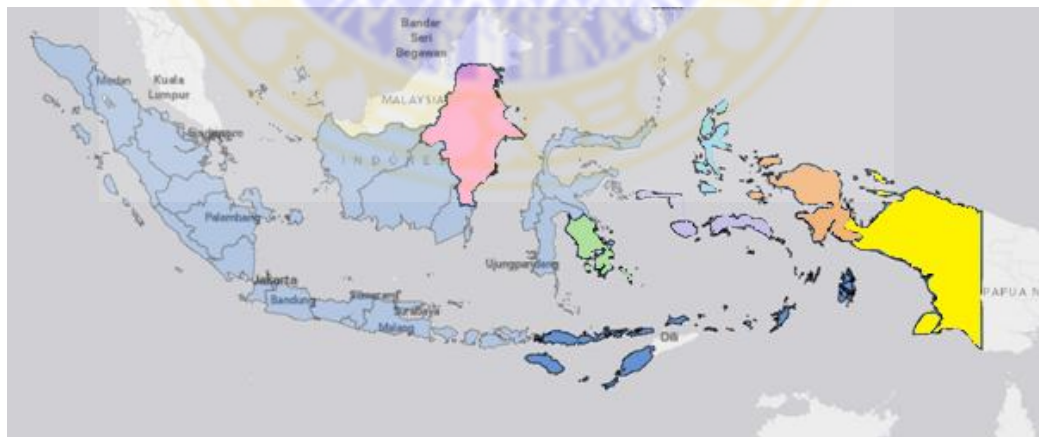 Bandar
Seri
Begawan
Medan
Kuala
Lumpur
MALAYSIA
Singapore
INDONE
Palembang
Ujungpandang
Jakarta
Bandung
Semarang
Surabaya
Malang
Dili
PAPUA N